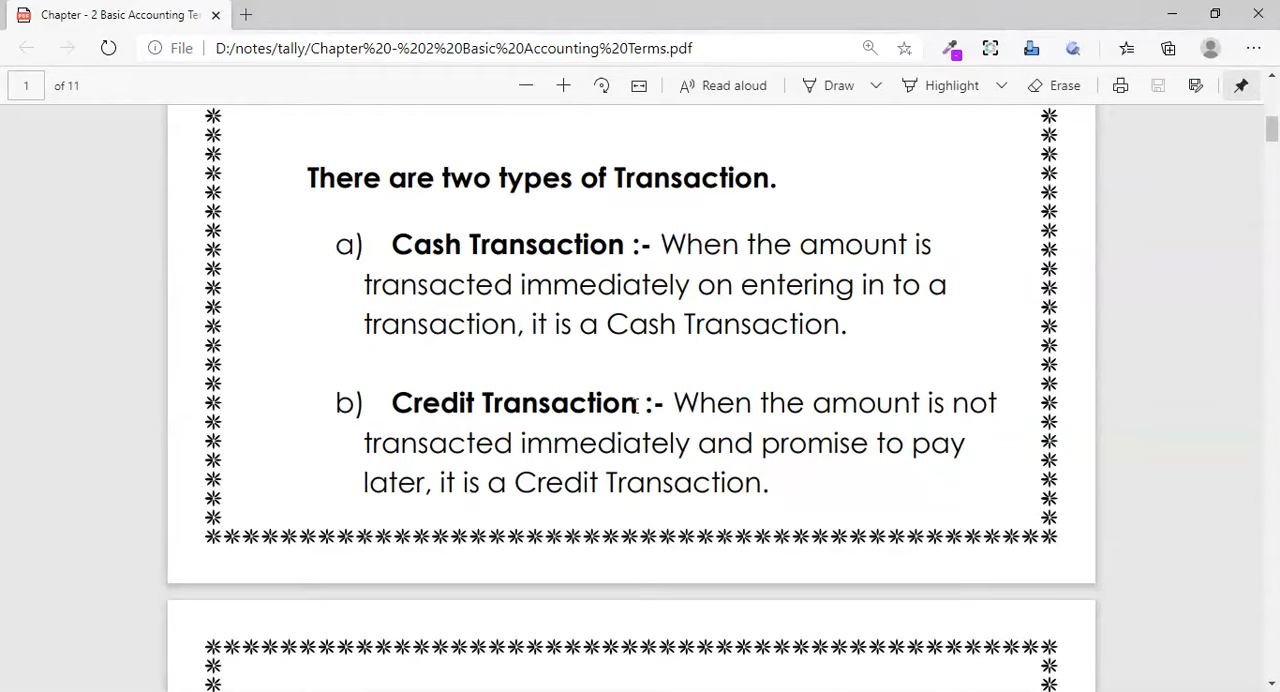 Chapter - 2 Basic Accounting Te
File D:/notes/tally/Chapter%20-%202%20Basic%20Accounting%20Terms.pdf
1 of 11 Read aloud Draw Highlight Erase
There are two types of Transaction.
a) Cash Transaction :- When the amount is
transacted immediately on entering in to a
transaction, it is a Cash Transaction.
b) Credit Transaction :- When the amount is not
transacted immediately and promise to pay
later, it is a Credit Transaction.